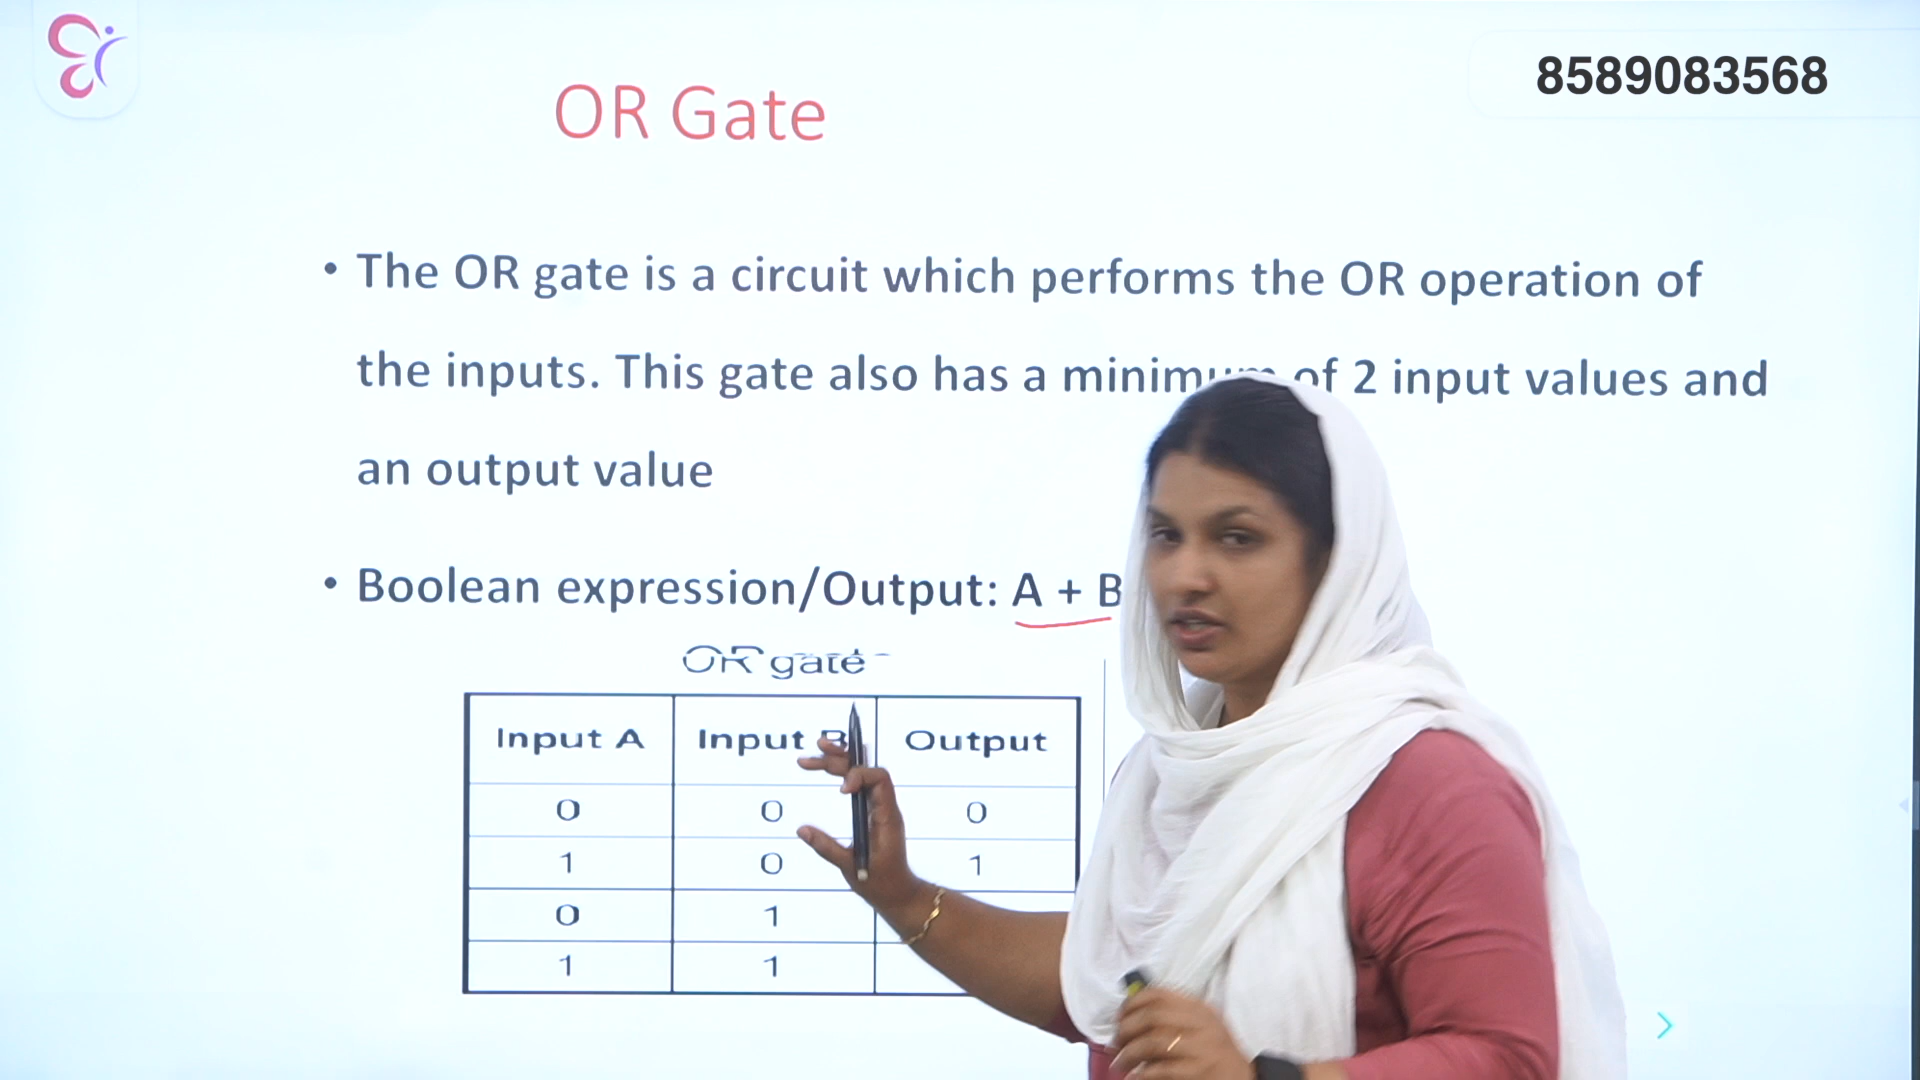 8589083568
OR Gate
• The OR gate is a circuit which performs the OR operation of
the inputs. This gate also has a minimum of 2 input values and
an output value
• Boolean expression/Output: A + B
OR gate
Input A Input B Output
0 0 0
1 0 1
0 1
1 1